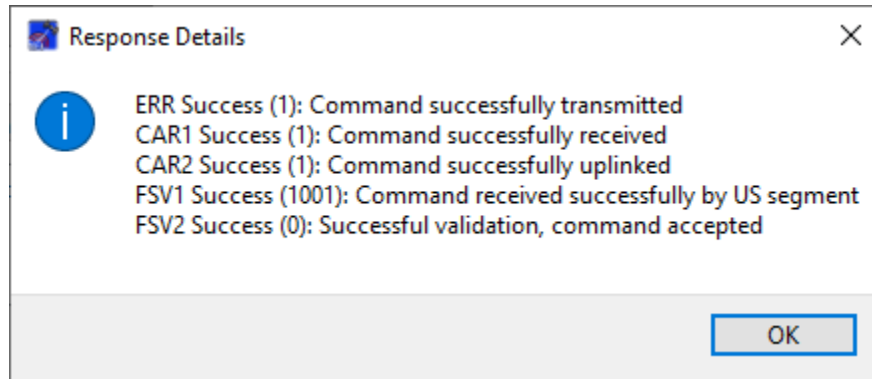 Response Details
ERR Success (1): Command successfully transmitted
CAR1 Success (1): Command successfully received
CAR2 Success (1): Command successfully uplinked
FSV1 Success (1001): Command received successfully by US segment
FSV2 Success (0): Successful validation, command accepted
OK